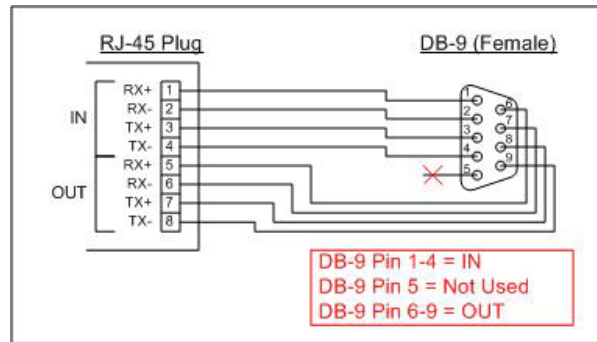 RJ-45 Plug
DB-9 (Female)
IN
OUT
RX+ 1
RX- 2
TX+ 3
TX- 4
RX+ 5
RX- 6
TX+ 7
TX- 8
1
2
3
4
5
6
7
8
9
DB-9 Pin 1-4 = IN
DB-9 Pin 5 = Not Used
DB-9 Pin 6-9 = OUT